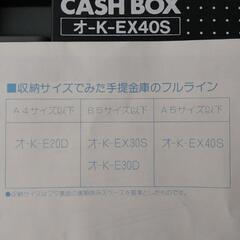 CASH BOX
オ-K-EX40S
■収納サイズでみた手提金庫のフルライン
A4サイズ以下 B5サイズ以下 A5サイズ以下
オ-K-E20D オ-K-EX30S オ-K-EX40S
オ-K-E30D